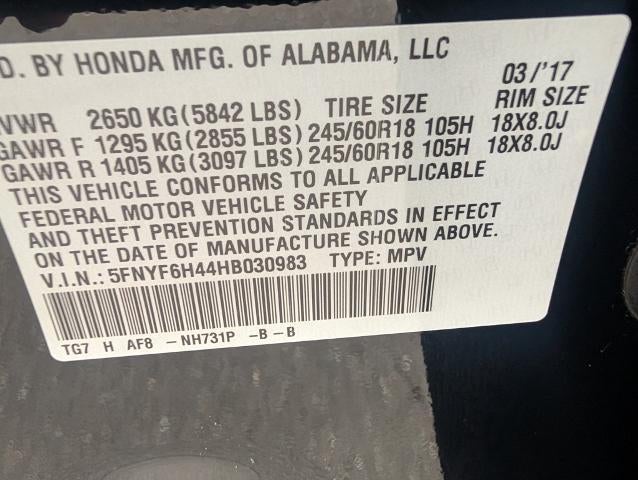 D. BY HONDA MFG. OF ALABAMA, LLC
03/'17
VWR 2650 KG(5842 LBS) TIRE SIZE RIM SIZE
GAWR F 1295 KG(2855 LBS)245/60R18 105H 18X8.0J
GAWR R 1405 KG(3097 LBS)245/60R18 105H 18X8.0J
THIS VEHICLE CONFORMS TO ALL APPLICABLE
FEDERAL MOTOR VEHICLE SAFETY
AND THEFT PREVENTION STANDARDS IN EFFECT
ON THE DATE OF MANUFACTURE SHOWN ABOVE.
V.I.N.: 5FNYF6H44HB030983 TYPE: MPV
TG7 H AF8 -NH731P -B-B